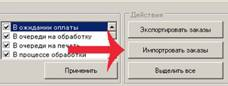 Действия
В ожидании оплаты
В очереди на обработку
В очереди на печать
В процессе обработки
Применить
Экспортировать заказы
Импортировать заказы
Выделить все